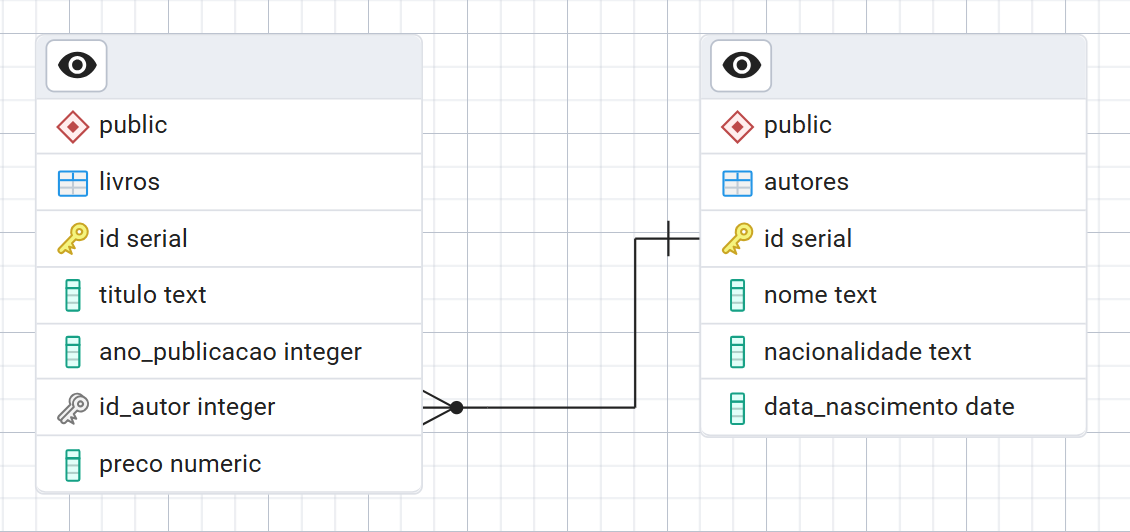 public
livros
id serial
titulo text
ano_publicacao integer
id_autor integer
preco numeric
public
autores
id serial
nome text
nacionalidade text
data_nascimento date